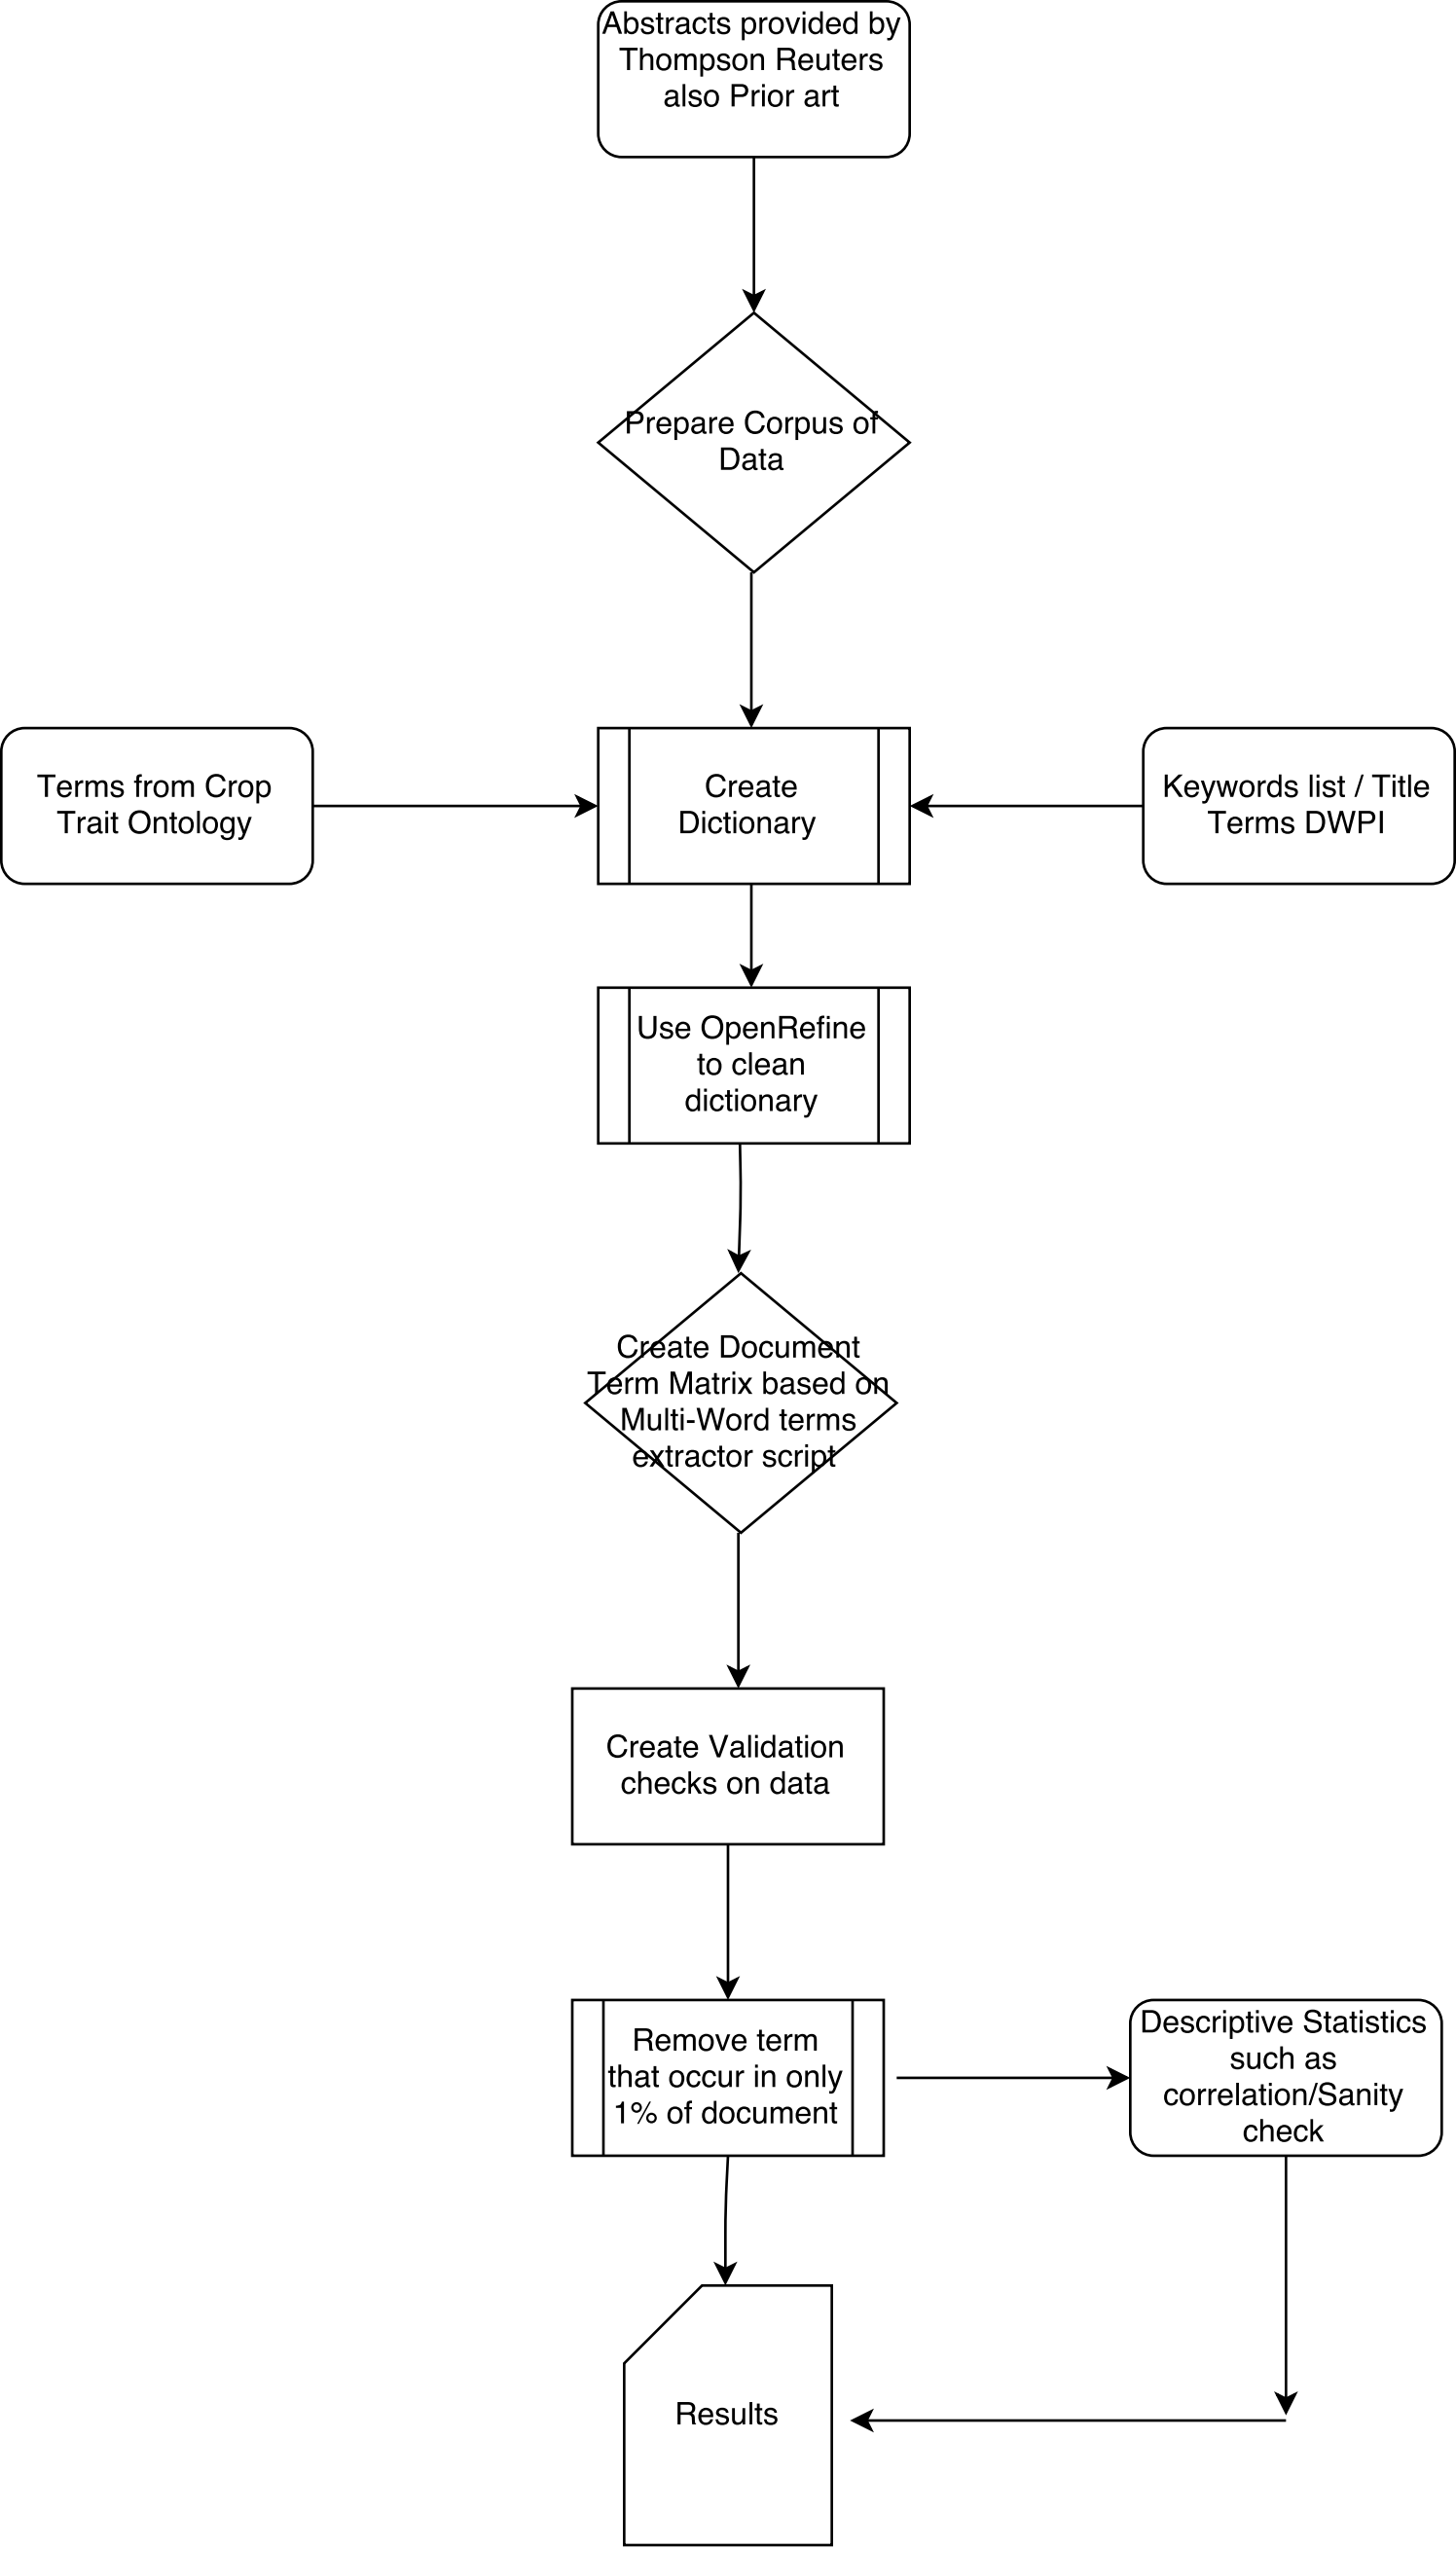 Abstracts provided by
Thompson Reuters
also Prior art
Prepare Corpus of
Data
Terms from Crop
Trait Ontology
Create
Dictionary
Keywords list / Title
Terms DWPI
Use OpenRefine
to clean
dictionary
Create Document
Term Matrix based on
Multi-Word terms
extractor script
Create Validation
checks on data
Remove term
that occur in only
1% of document
Descriptive Statistics
such as
correlation/Sanity
check
Results